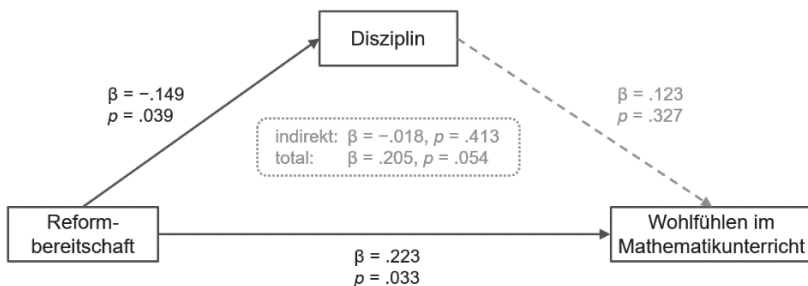 Disziplin
β = −.149
p = .039
β = .123
p = .327
indirekt: β = −.018, p = .413
total: β = .205, p = .054
Reform-
bereitschaft
Wohlfühlen im
Mathematikunterricht
β = .223
p = .033